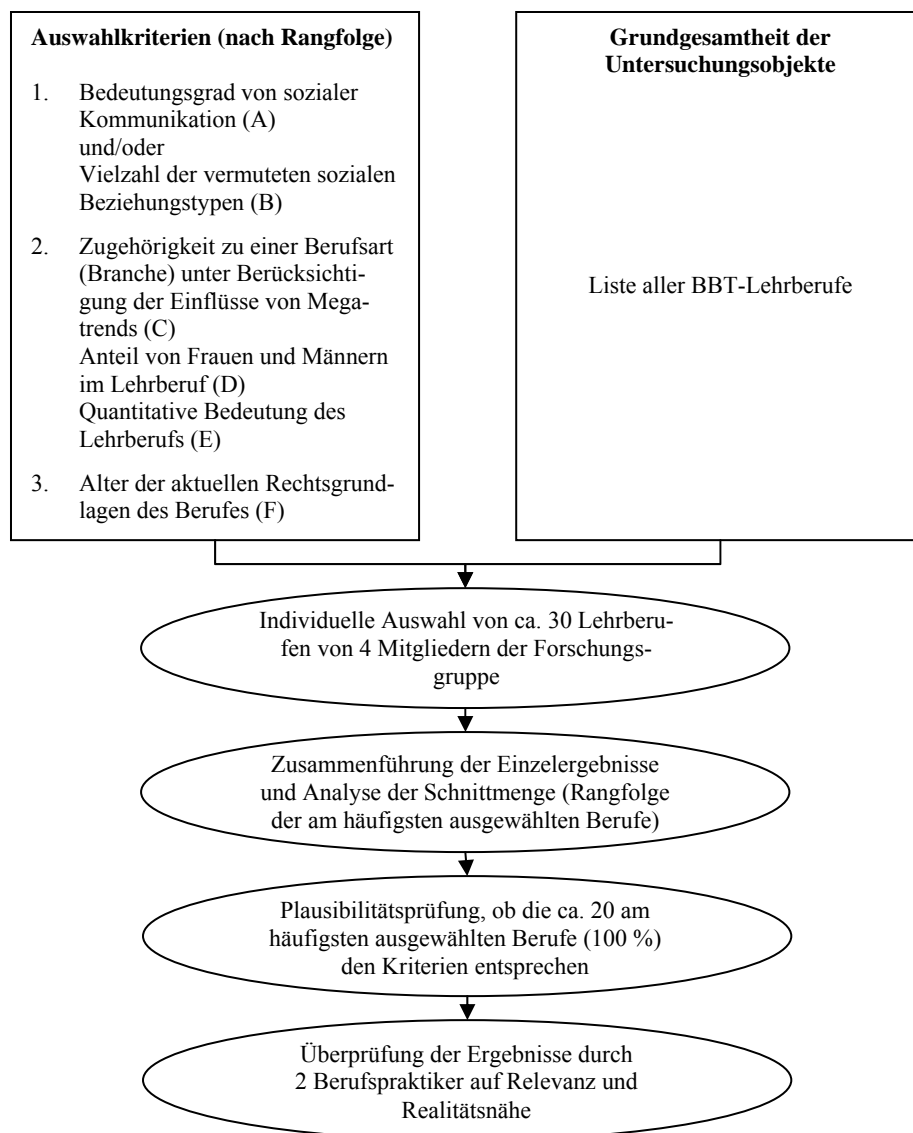 Auswahlkriterien (nach Rangfolge)
1. Bedeutungsgrad von sozialer
Kommunikation (A)
und/oder
Vielzahl der vermuteten sozialen
Beziehungstypen (B)
2. Zugehörigkeit zu einer Berufsart
(Branche) unter Berücksichti-
gung der Einflüsse von Mega-
trends (C)
Anteil von Frauen und Männern
im Lehrberuf (D)
Quantitative Bedeutung des
Lehrberufs (E)
3. Alter der aktuellen Rechtsgrund-
lagen des Berufes (F)
Grundgesamtheit der
Untersuchungsobjekte
Liste aller BBT-Lehrberufe
Individuelle Auswahl von ca. 30 Lehrberu-
fen von 4 Mitgliedern der Forschungs-
gruppe
Zusammenführung der Einzelergebnisse
und Analyse der Schnittmenge (Rangfolge
der am häufigsten ausgewählten Berufe)
Plausibilitätsprüfung, ob die ca. 20 am
häufigsten ausgewählten Berufe (100 %)
den Kriterien entsprechen
Überprüfung der Ergebnisse durch
2 Berufspraktiker auf Relevanz und
Realitätsnähe